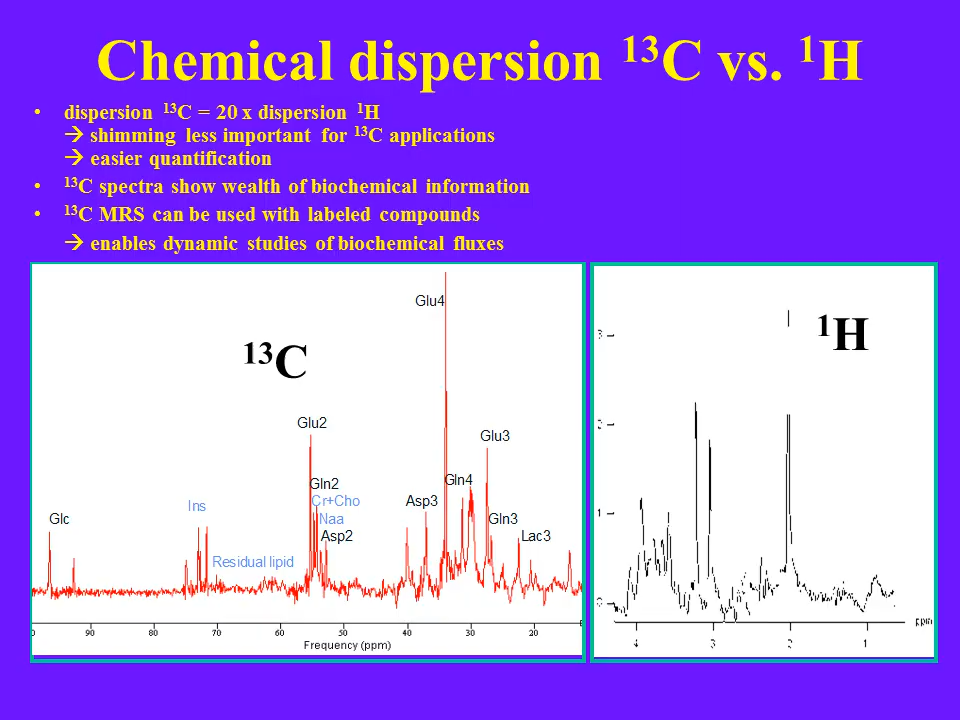 Chemical dispersion ¹³C vs. ¹H
• dispersion ¹³C = 20 x dispersion ¹H
→ shimming less important for ¹³C applications
→ easier quantification
• ¹³C spectra show wealth of biochemical information
• ¹³C MRS can be used with labeled compounds
→ enables dynamic studies of biochemical fluxes
¹³C
Glu4
Glu2
Glu3
Gln2
Gln4
Cr+Cho
Ins
Asp3
Glc
Naa
Gln3
Asp2
Lac3
Residual lipid
90 80 70 60 50 40 30 20
Frequency (ppm)
¹H
3
2
1
0
ppm
4 3 2 1